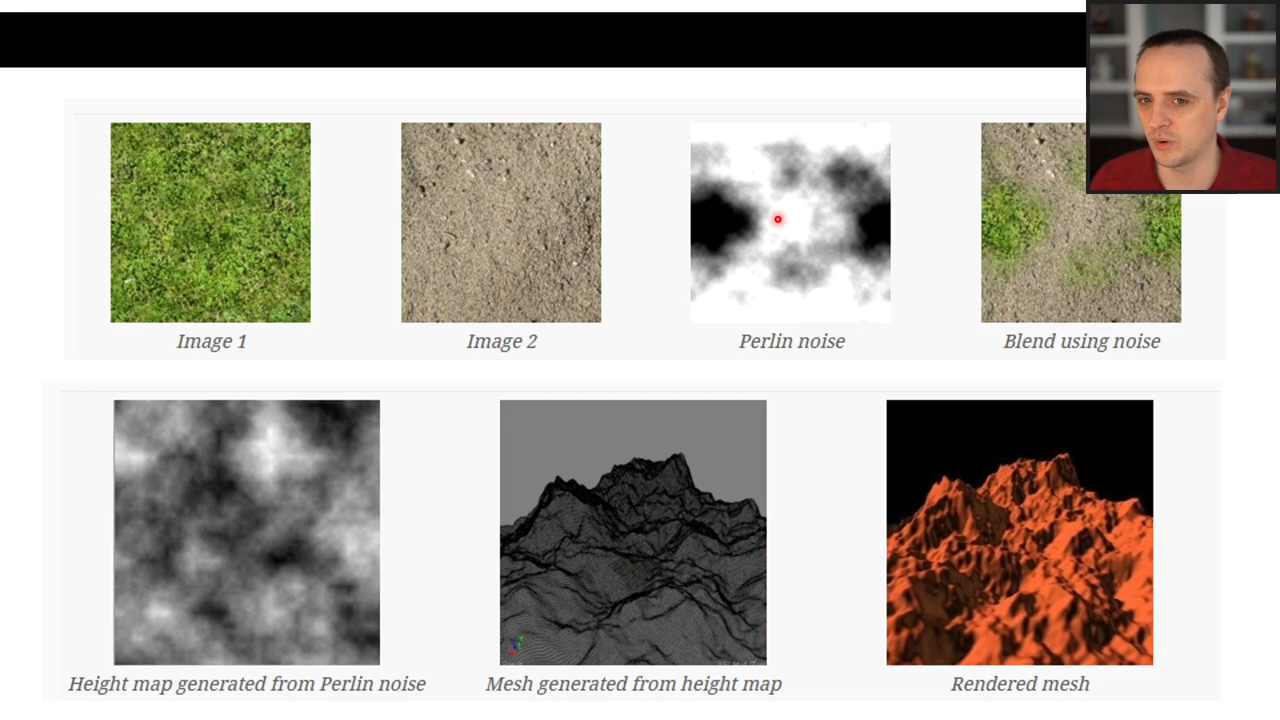 Image 1
Image 2
Perlin noise
Blend using noise
Height map generated from Perlin noise
Mesh generated from height map
Rendered mesh